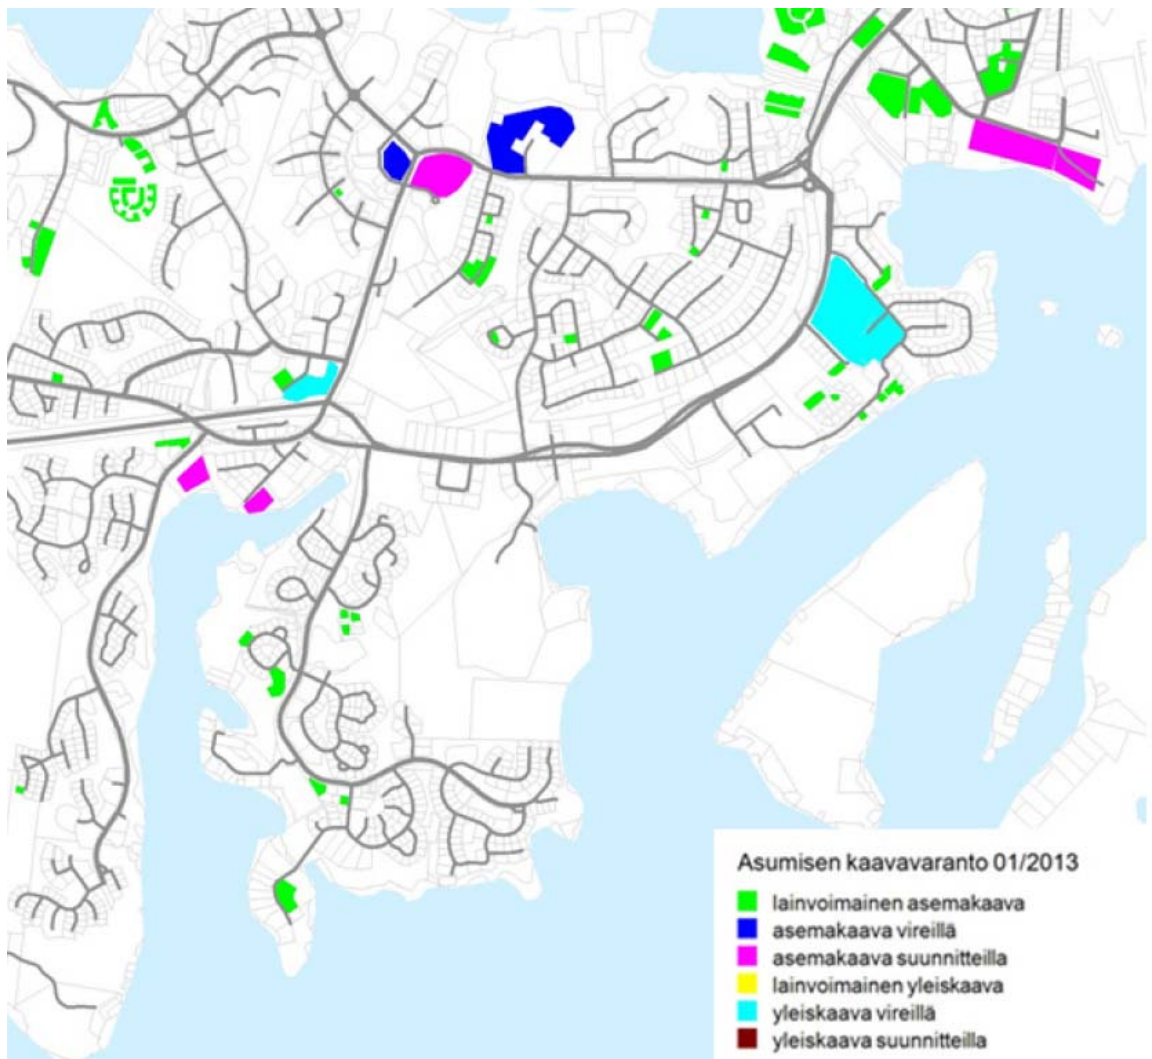 Asumisen kaavavaranto 01/2013
lainvoimainen asemakaava
asemakaava vireillä
asemakaava suunnitteilla
lainvoimainen yleiskaava
yleiskaava vireillä
yleiskaava suunnitteilla